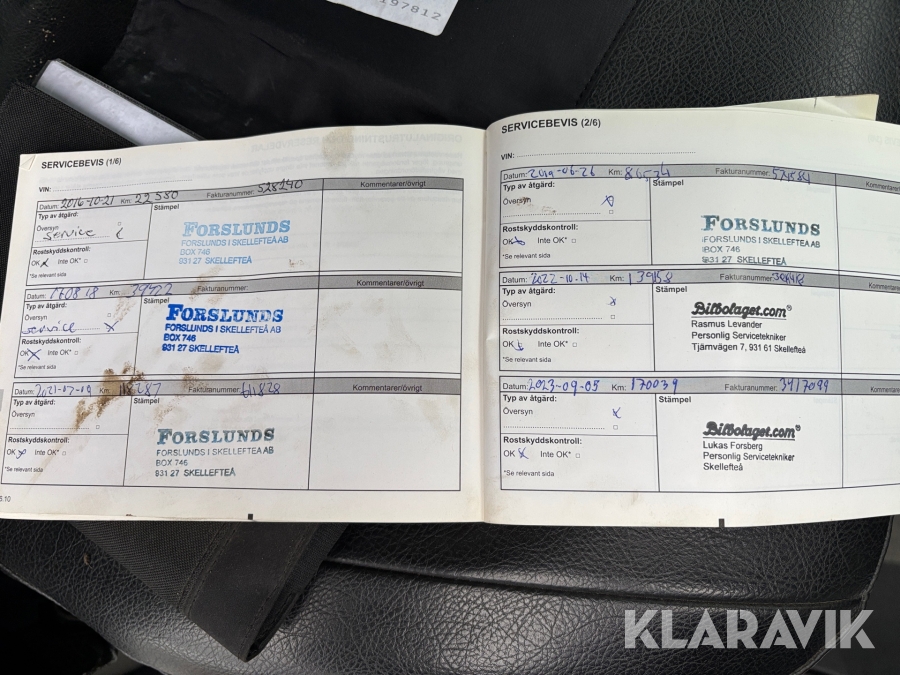 197812
SERVICEBEVIS (1/6)
VIN:
Datum: 2016-10-21 Km: 22 550 Fakturanummer: 528140 Kommentarer/övrigt
Typ av åtgärd:
Översyn
Service
Rostskyddskontroll:
OK Inte OK*
*Se relevant sida
Stämpel
FORSLUNDS
FORSLUNDS I SKELLEFTEÅ AB
BOX 746
931 27 SKELLEFTEÅ
Datum: 170818 Km: Fakturanummer: Kommentarer/övrigt
Typ av åtgärd:
Översyn
Service
Rostskyddskontroll:
OK Inte OK*
*Se relevant sida
Stämpel
FORSLUNDS
FORSLUNDS I SKELLEFTEÅ AB
BOX 746
931 27 SKELLEFTEÅ
Datum: 2021-07-09 Km: Fakturanummer: 611828 Kommentarer/övrigt
Typ av åtgärd:
Översyn
Rostskyddskontroll:
OK Inte OK*
*Se relevant sida
Stämpel
FORSLUNDS
FORSLUNDS I SKELLEFTEÅ AB
BOX 746
931 27 SKELLEFTEÅ
SERVICEBEVIS (2/6)
VIN:
Datum: 2019-06-26 Km: 86534 Fakturanummer: Kommentarer
Typ av åtgärd:
Översyn
Rostskyddskontroll:
OK Inte OK*
*Se relevant sida
Stämpel
FORSLUNDS
FORSLUNDS I SKELLEFTEÅ AB
BOX 746
931 27 SKELLEFTEÅ
Datum: 2022-10-14 Km: Fakturanummer: Kommenta
Typ av åtgärd:
Översyn
Rostskyddskontroll:
OK Inte OK*
*Se relevant sida
Stämpel
Bilbolaget.com®
Rasmus Levander
Personlig Servicetekniker
Tjärnvägen 7, 931 61 Skellefteå
Datum: 2023-09-05 Km: 170039 Fakturanummer: 3417099 Kommenta
Typ av åtgärd:
Översyn
Rostskyddskontroll:
OK Inte OK*
*Se relevant sida
Stämpel
Bilbolaget.com®
Lukas Forsberg
Personlig Servicetekniker
Skellefteå
KLARAVIK